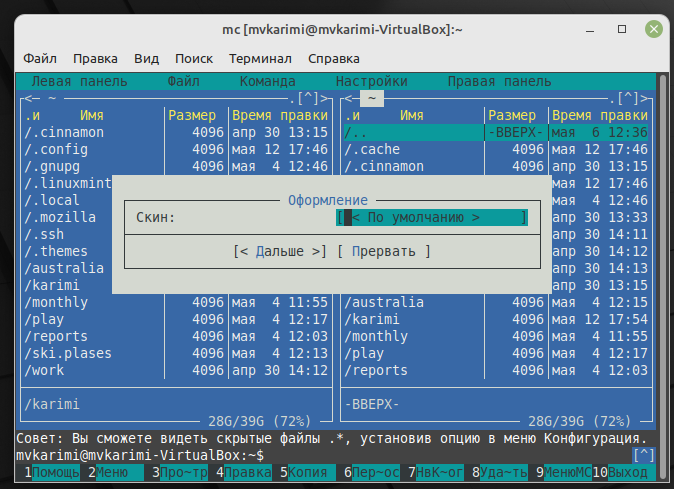 mc [mvkarimi@mvkarimi-VirtualBox]:~
Файл Правка Вид Поиск Терминал Справка
Левая панель Файл Команда Настройки Правая панель
<─ ~ .[^]> <─ ~ .[^]>
.и Имя Размер Время правки .и Имя Размер Время правки
/.cinnamon 4096 апр 30 13:15 /.. -ВВЕРХ- мая 6 12:36
/.config 4096 мая 12 17:46 /.cache 4096 мая 12 17:46
/.gnupg 4096 мая 4 12:46 /.cinnamon 4096 апр 30 13:15
/.linuxmint мая 12 17:46
/.local мая 4 12:46
/.mozilla апр 30 13:33
/.ssh апр 30 14:11
/.themes апр 30 14:12
/australia апр 30 14:13
/karimi апр 30 13:15
Оформление
Скин: [ < По умолчанию > ]
[< Дальше >] [ Прервать ]
/monthly 4096 мая 4 11:55 /australia 4096 мая 4 12:15
/play 4096 мая 4 12:17 /karimi 4096 мая 12 17:54
/reports 4096 мая 4 12:03 /monthly 4096 мая 4 11:55
/ski.plases 4096 мая 4 12:13 /play 4096 мая 4 12:17
/work 4096 апр 30 14:12 /reports 4096 мая 4 12:03
/karimi -ВВЕРХ-
28G/39G (72%) 28G/39G (72%)
Совет: Вы сможете видеть скрытые файлы .*, установив опцию в меню Конфигурация.
mvkarimi@mvkarimi-VirtualBox:~$ [^]
1Помощь 2Меню 3Про~тр 4Правка 5Копия 6Пер~ос 7НвК~ог 8Уда~ть 9МенюMC 10Выход